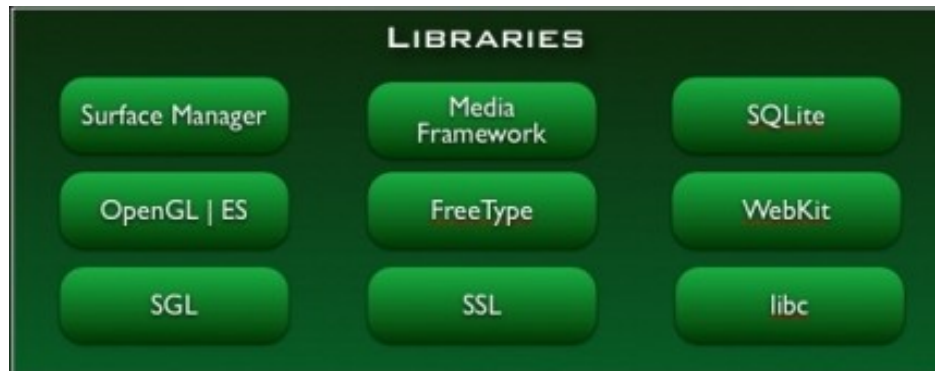 LIBRARIES
Surface Manager
Media
Framework
SQLite
OpenGL | ES
FreeType
WebKit
SGL
SSL
libc